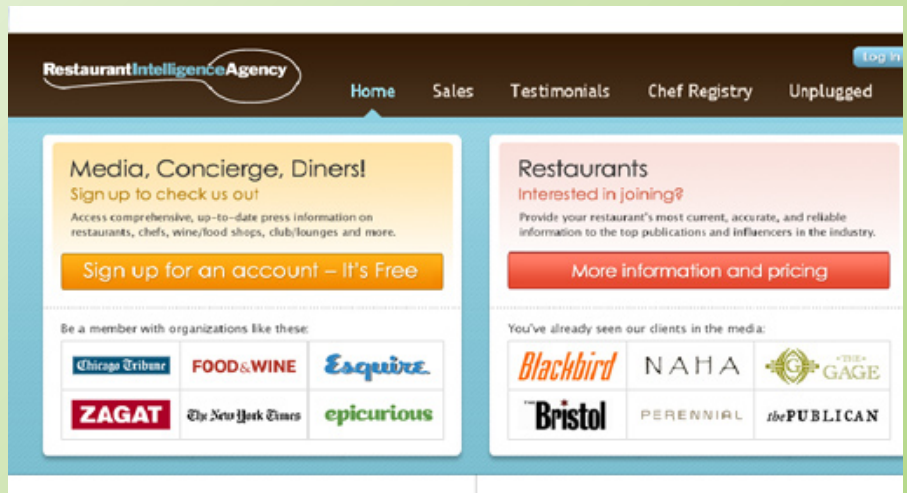 RestaurantIntelligenceAgency
Log in
Home Sales Testimonials Chef Registry Unplugged
Media, Concierge, Diners!
Sign up to check us out
Access comprehensive, up-to-date press information on
restaurants, chefs, wine/food shops, club/lounges and more.
Sign up for an account – It's Free
Be a member with organizations like these:
Chicago Tribune FOOD&WINE Esquire
ZAGAT The New York Times epicurious
Restaurants
Interested in joining?
Provide your restaurant's most current, accurate, and reliable
information to the top publications and influencers in the industry.
More information and pricing
You've already seen our clients in the media:
Blackbird NAHA G -THE- GAGE
THE Bristol PERENNIAL thePUBLICAN